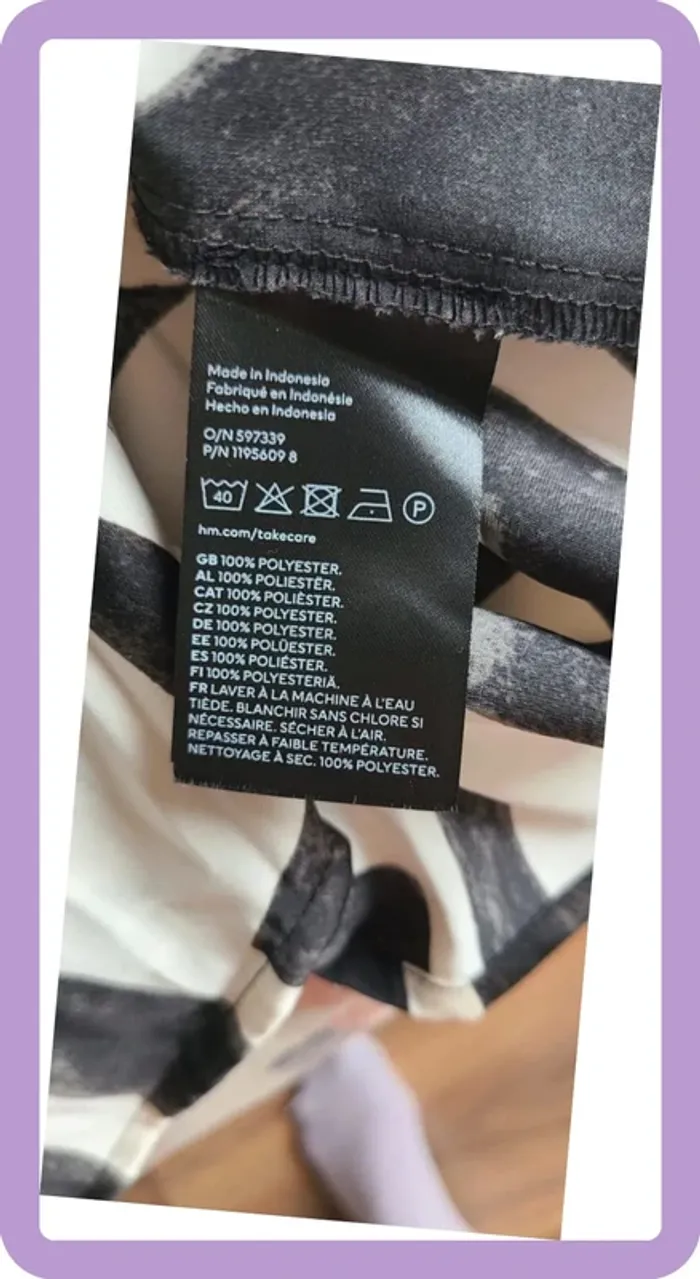 Made in Indonesia
Fabriqué en Indonésie
Hecho en Indonesia
O/N 597339
P/N 1195609 8
40 P
hm.com/takecare
GB 100% POLYESTER.
AL 100% POLIESTËR.
CAT 100% POLIÈSTER.
CZ 100% POLYESTER.
DE 100% POLYESTER.
EE 100% POLÜESTER.
ES 100% POLIÉSTER.
FI 100% POLYESTERIÄ.
FR LAVER À LA MACHINE À L'EAU
TIÈDE. BLANCHIR SANS CHLORE SI
NÉCESSAIRE. SÉCHER À L'AIR.
REPASSER À FAIBLE TEMPÉRATURE.
NETTOYAGE À SEC. 100% POLYESTER.